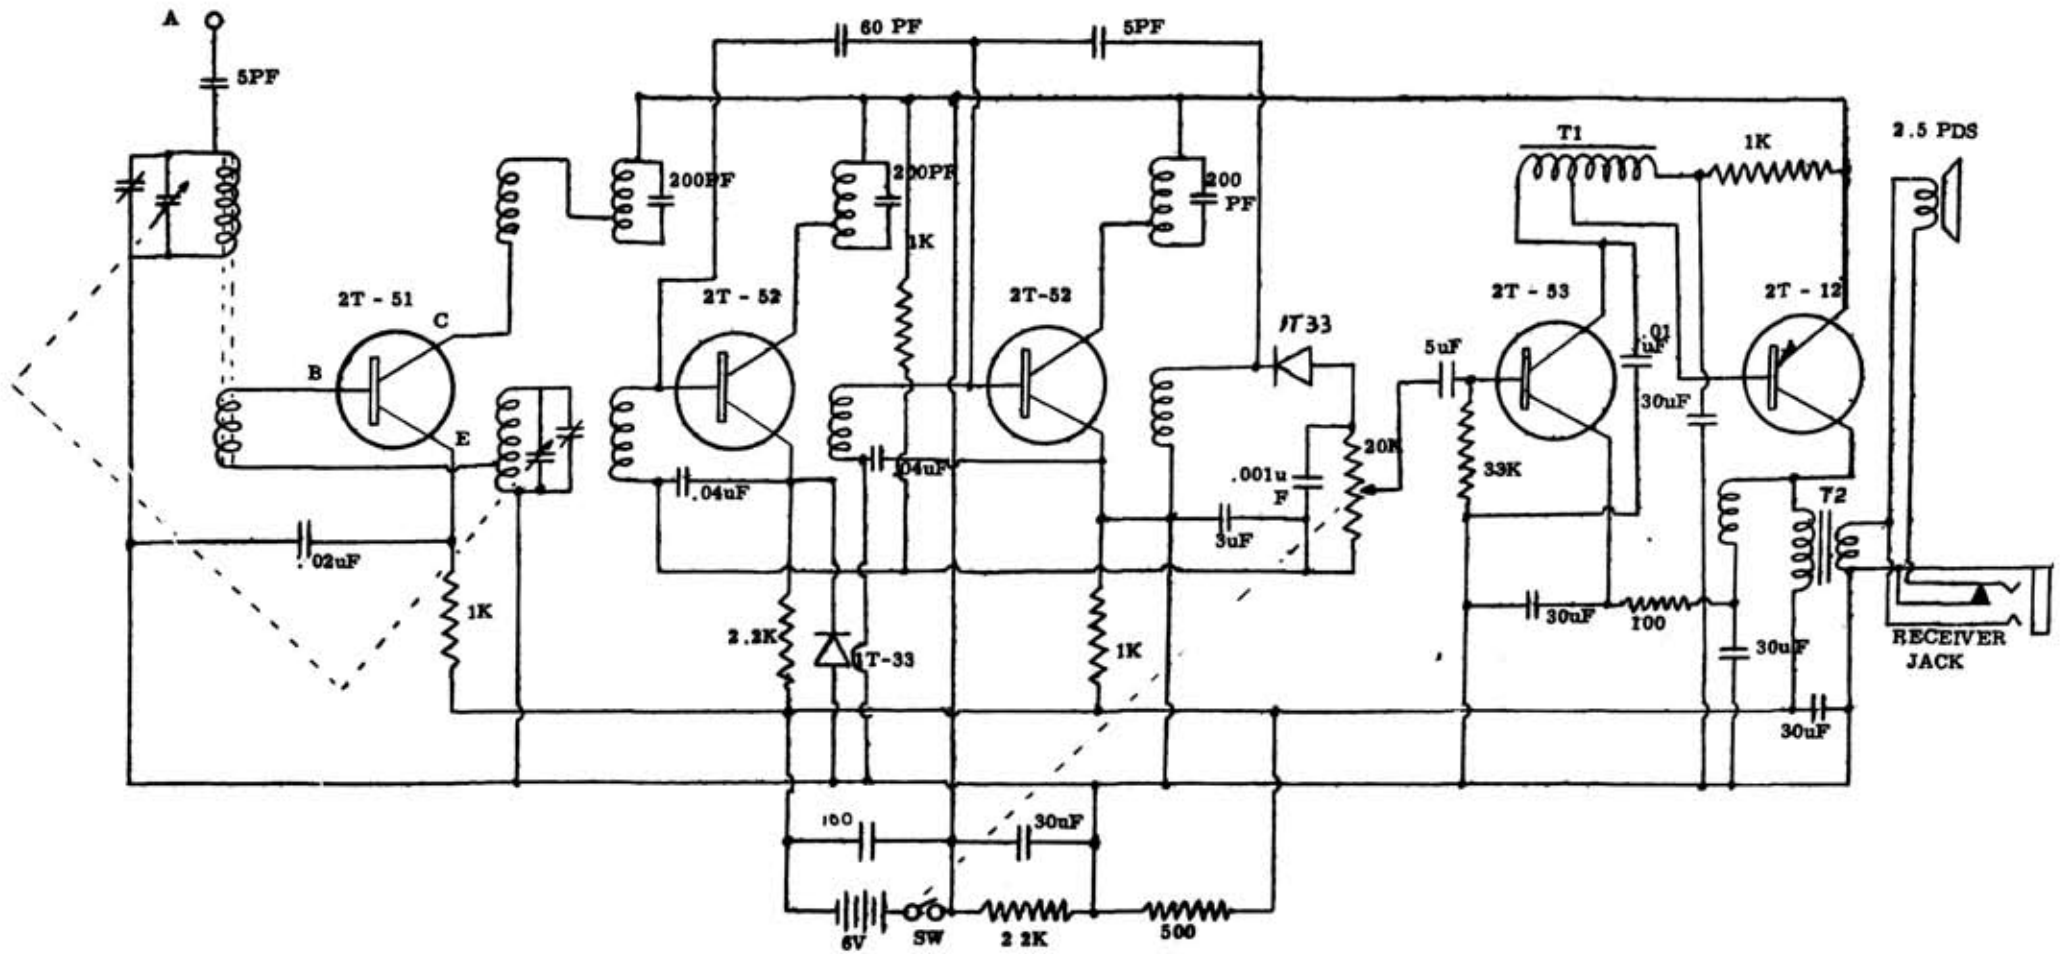 A
60 PF
5PF
5PF
2.5 PDS
T1
1K
200PF
200PF
200
PF
1K
2T - 51
2T - 52
2T-52
2T - 53
2T - 12
C
1T33
.01
uF
5uF
B
30uF
E
20K
.04uF
33K
.04uF
.001u
F
T2
3uF
.02uF
1K
30uF
100
2.2K
1T-33
1K
30uF
RECEIVER
JACK
30uF
100
30uF
6V
SW
2 2K
500